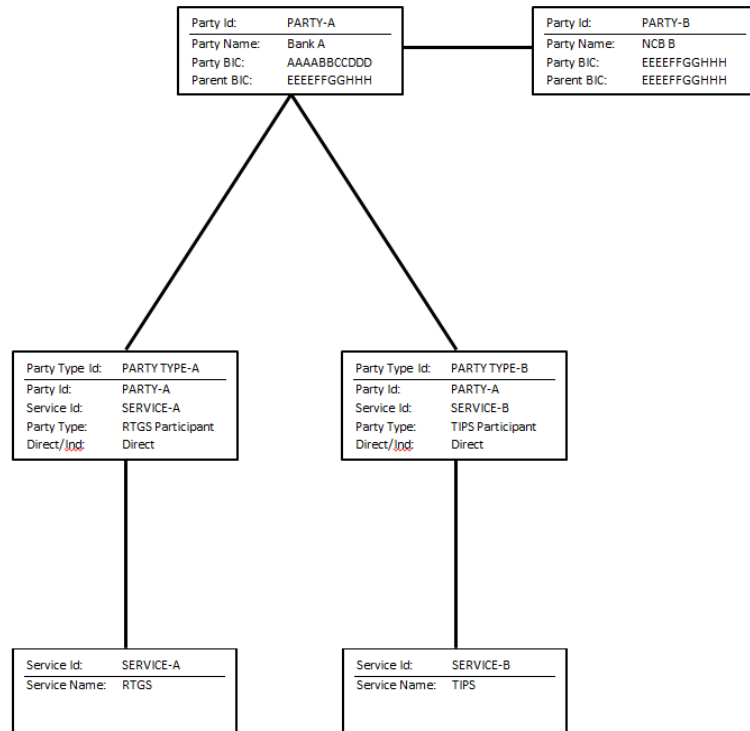 Party Id: PARTY-A
Party Name: Bank A
Party BIC: AAAABBCCDDD
Parent BIC: EEEEFFGGHHH
Party Id: PARTY-B
Party Name: NCB B
Party BIC: EEEEFFGGHHH
Parent BIC: EEEEFFGGHHH
Party Type Id: PARTY TYPE-A
Party Id: PARTY-A
Service Id: SERVICE-A
Party Type: RTGS Participant
Direct/Ind: Direct
Party Type Id: PARTY TYPE-B
Party Id: PARTY-A
Service Id: SERVICE-B
Party Type: TIPS Participant
Direct/Ind: Direct
Service Id: SERVICE-A
Service Name: RTGS
Service Id: SERVICE-B
Service Name: TIPS